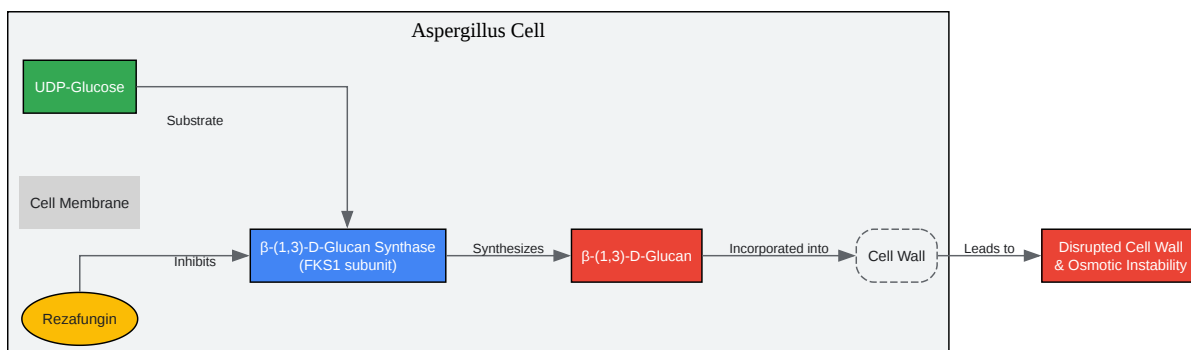 Aspergillus Cell
UDP-Glucose
Substrate
Cell Membrane
β-(1,3)-D-Glucan Synthase
(FKS1 subunit)
Synthesizes
β-(1,3)-D-Glucan
Incorporated into
Cell Wall
Leads to
Disrupted Cell Wall
& Osmotic Instability
Inhibits
Rezafungin